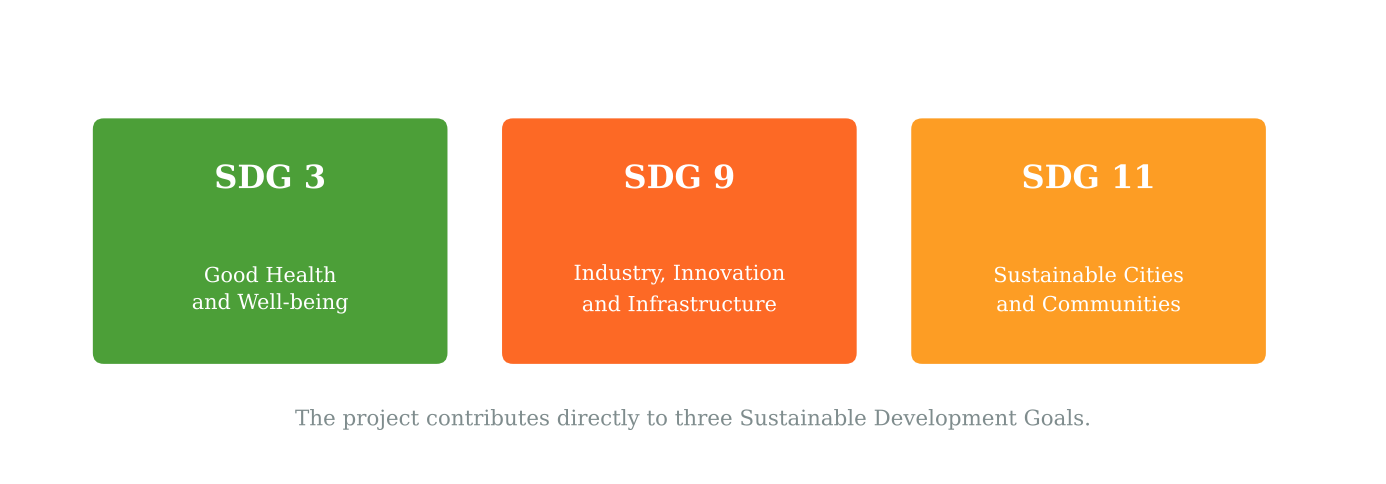 SDG 3
Good Health
and Well-being
SDG 9
Industry, Innovation
and Infrastructure
SDG 11
Sustainable Cities
and Communities
The project contributes directly to three Sustainable Development Goals.